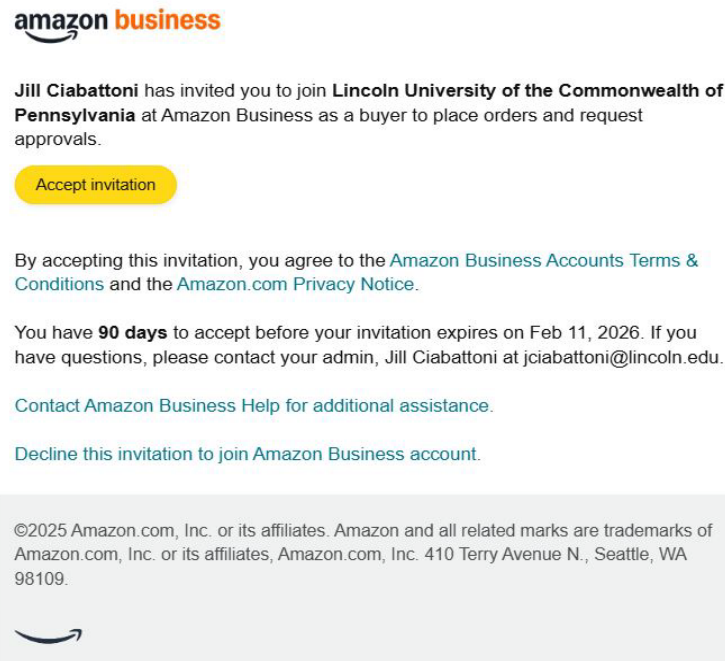 amazon business
Jill Ciabattoni has invited you to join Lincoln University of the Commonwealth of
Pennsylvania at Amazon Business as a buyer to place orders and request
approvals.
Accept invitation
By accepting this invitation, you agree to the Amazon Business Accounts Terms &
Conditions and the Amazon.com Privacy Notice.
You have 90 days to accept before your invitation expires on Feb 11, 2026. If you
have questions, please contact your admin, Jill Ciabattoni at jciabattoni@lincoln.edu.
Contact Amazon Business Help for additional assistance.
Decline this invitation to join Amazon Business account.
©2025 Amazon.com, Inc. or its affiliates. Amazon and all related marks are trademarks of
Amazon.com, Inc. or its affiliates, Amazon.com, Inc. 410 Terry Avenue N., Seattle, WA
98109.